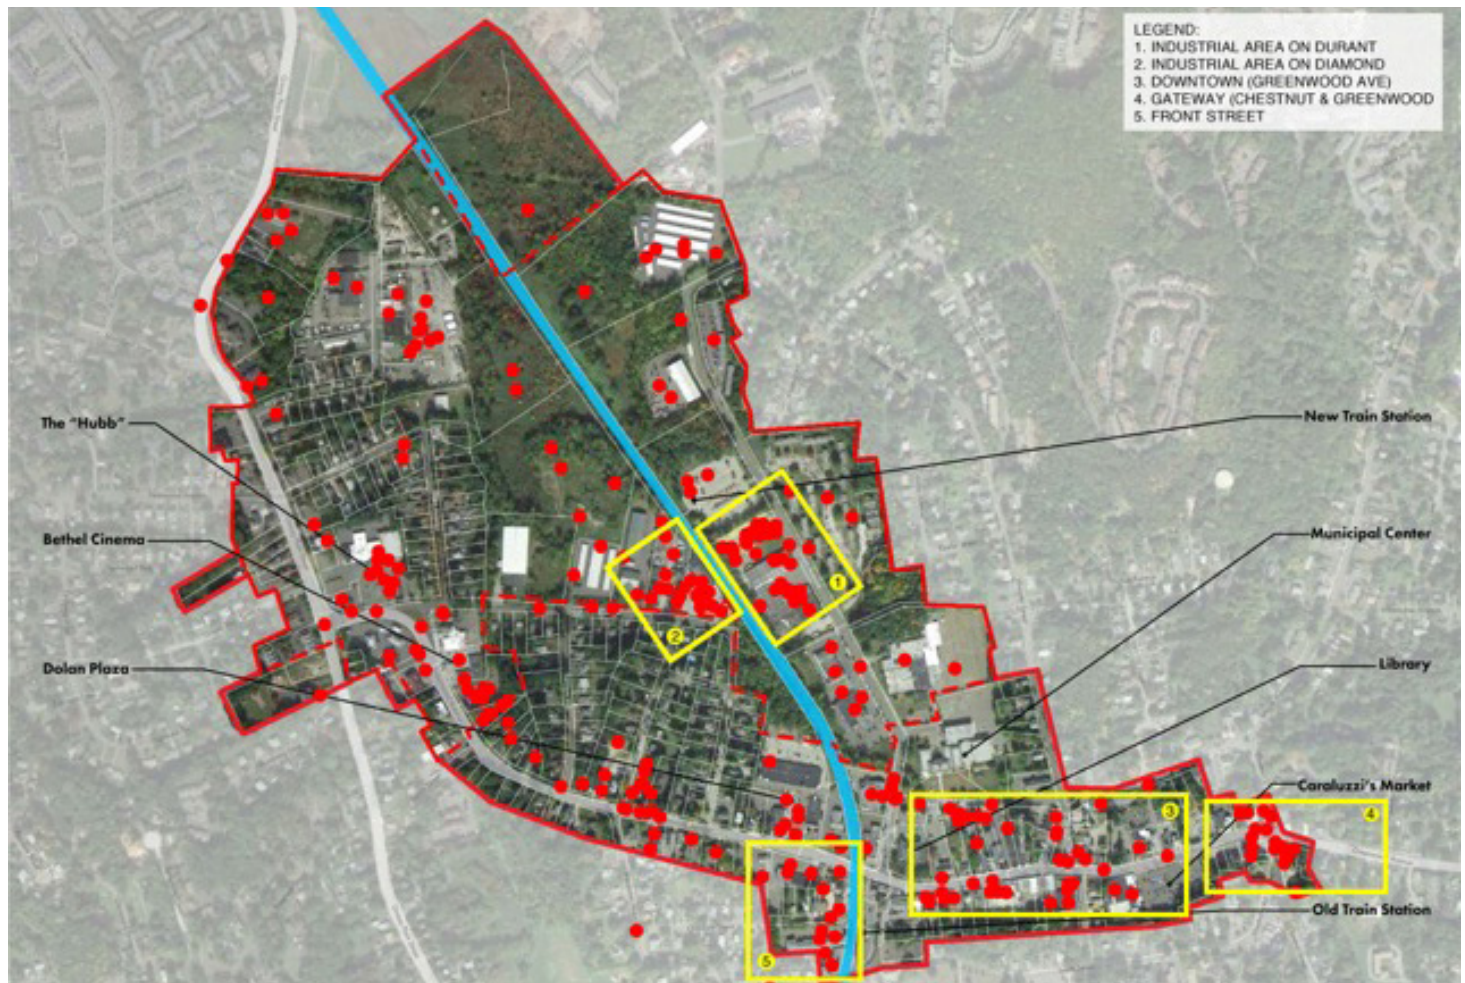 LEGEND:
1. INDUSTRIAL AREA ON DURANT
2. INDUSTRIAL AREA ON DIAMOND
3. DOWNTOWN (GREENWOOD AVE)
4. GATEWAY (CHESTNUT & GREENWOOD
5. FRONT STREET
The "Hubb"
New Train Station
Bethel Cinema
Municipal Center
1
2
Dolan Plaza
Library
Caraluzzi's Market
3
4
Old Train Station
5